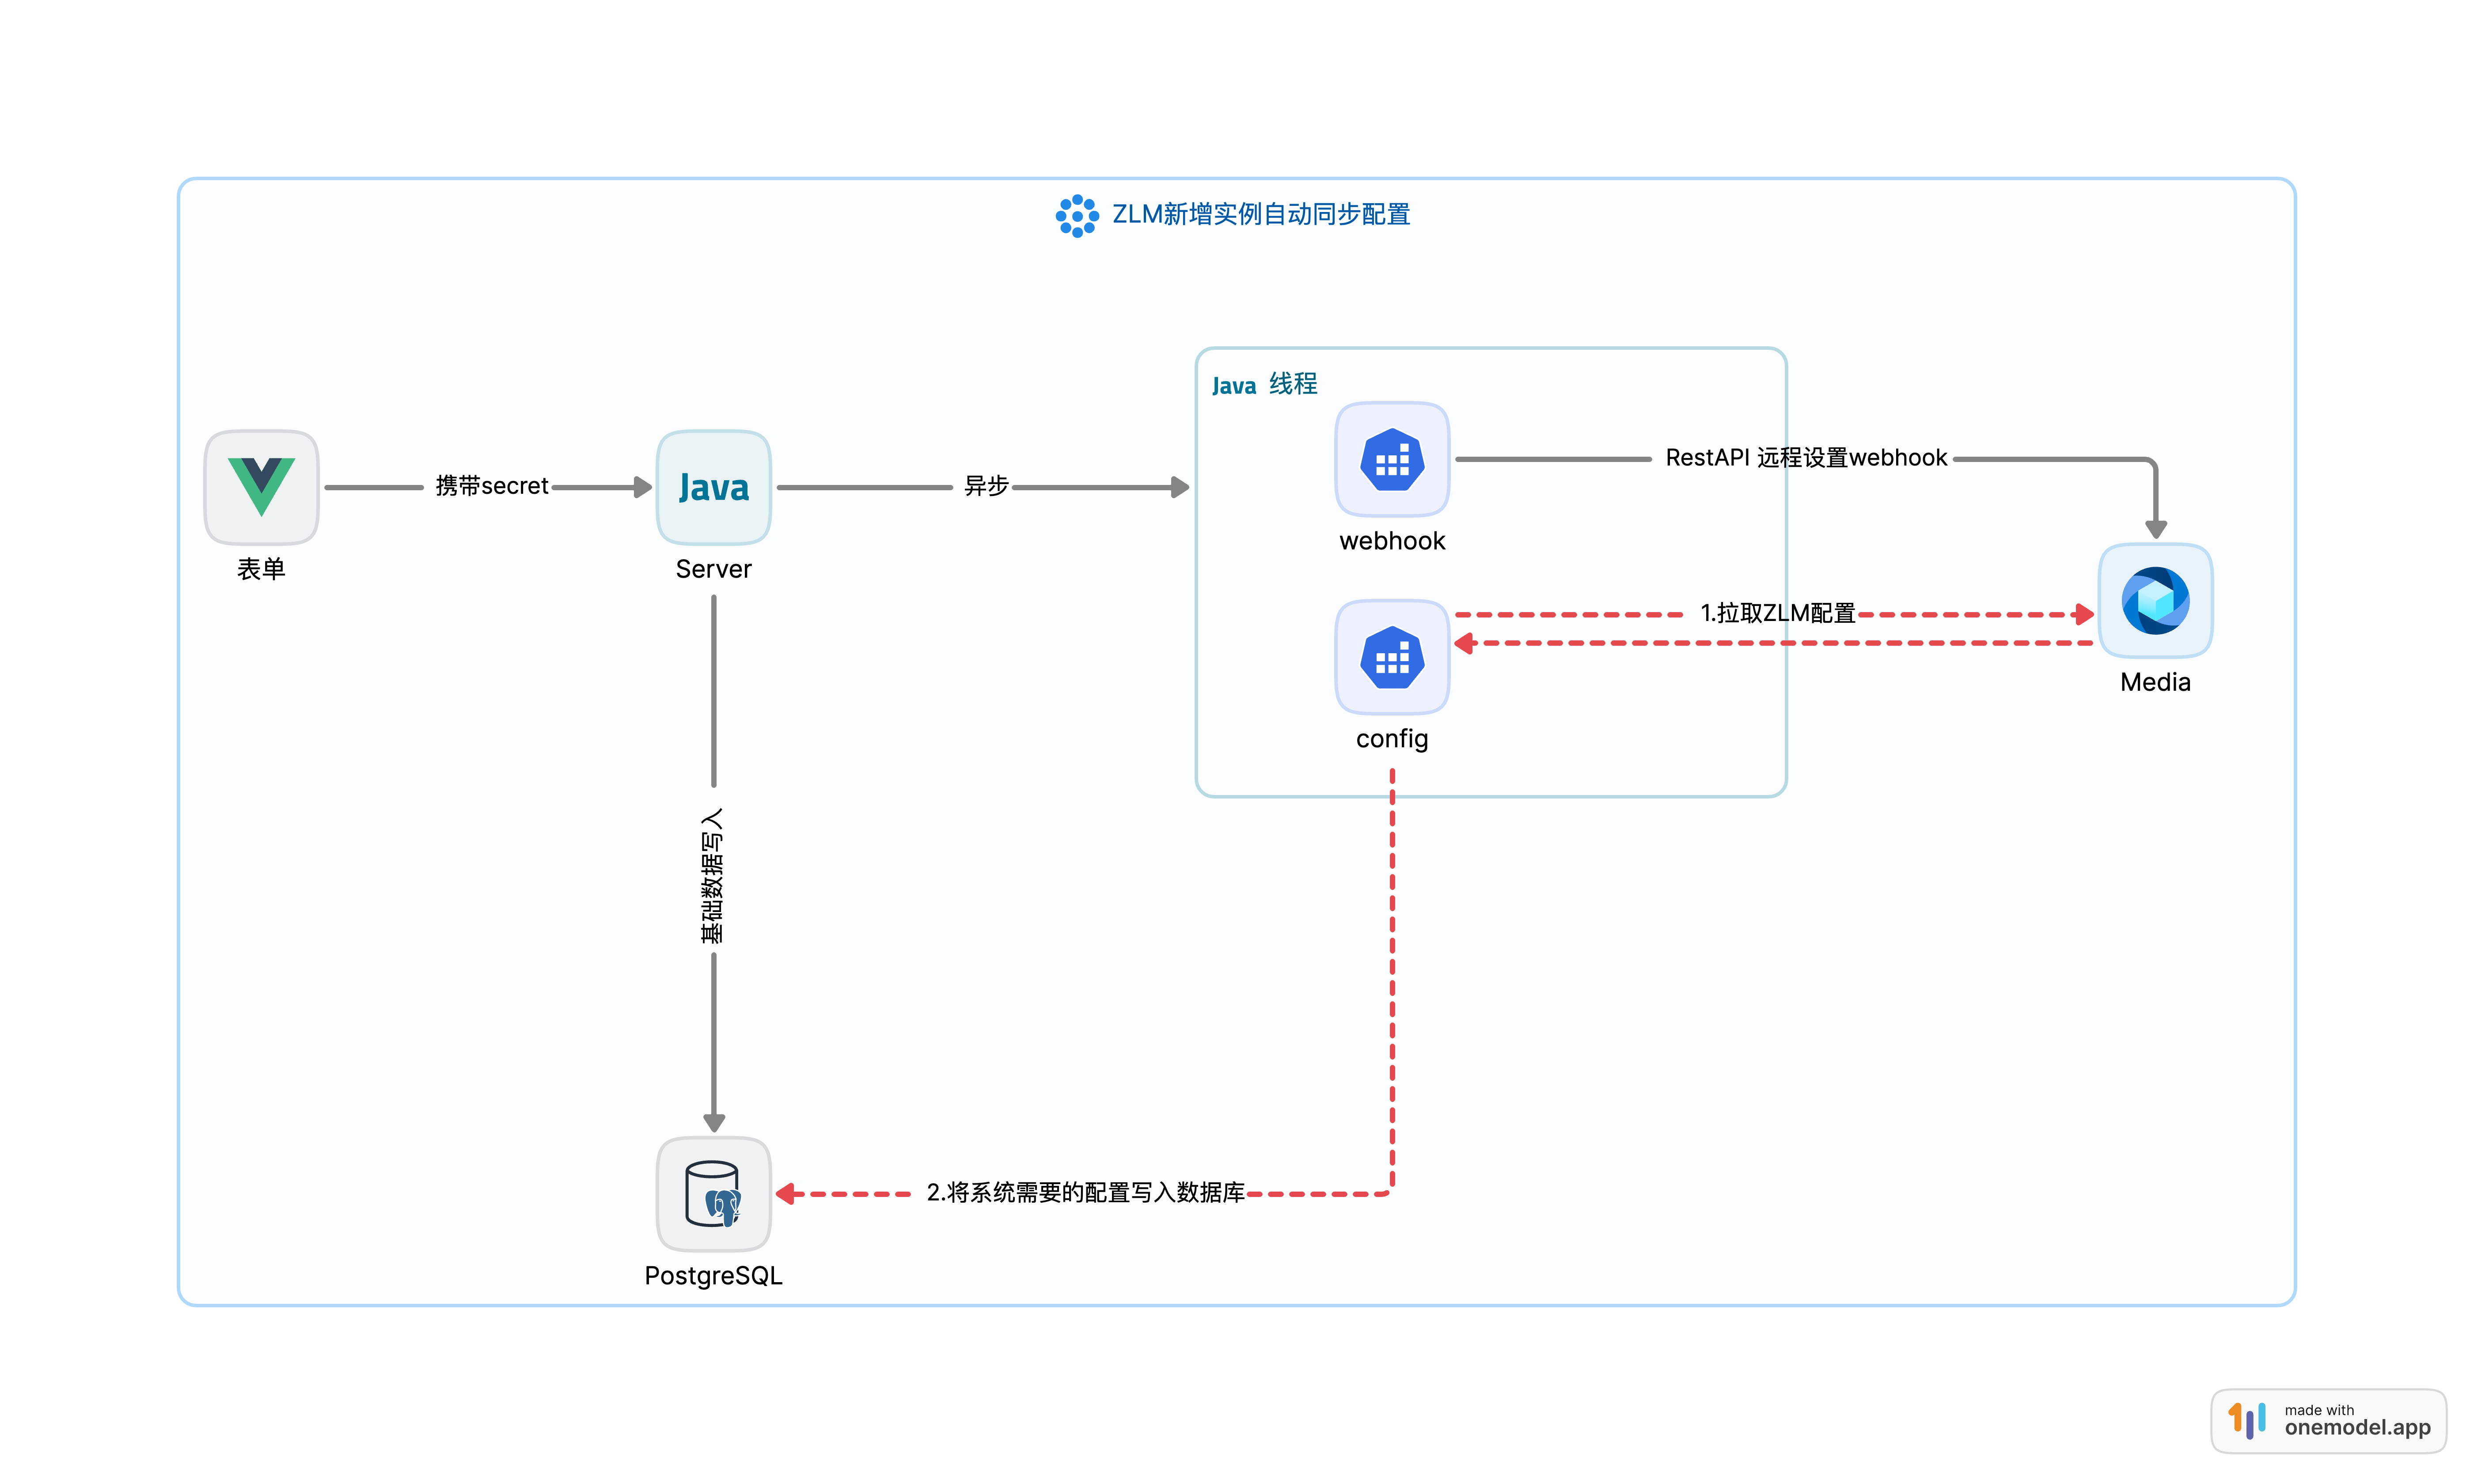 ZLM新增实例自动同步配置
Java 线程
携带secret
Java
异步
RestAPI 远程设置webhook
webhook
表单
Server
1.拉取ZLM配置
Media
config
基础数据写入
2.将系统需要的配置写入数据库
PostgreSQL
made with
onemodel.app